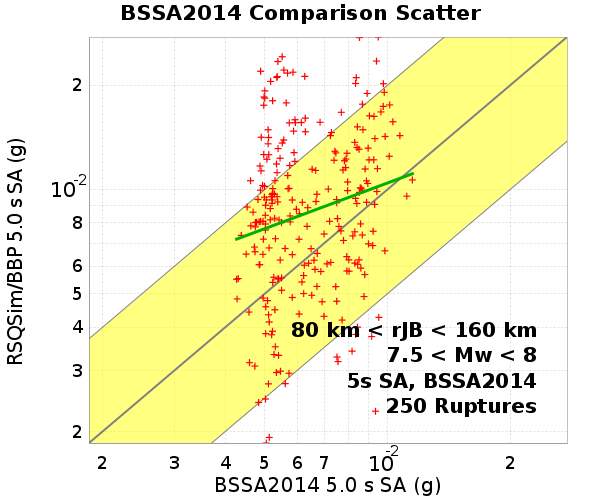 BSSA2014 Comparison Scatter
RSQSim/BBP 5.0 s SA (g)
2
10-2
8
6
5
4
3
2
80 km < rJB < 160 km
7.5 < Mw < 8
5s SA, BSSA2014
250 Ruptures
2 3 4 5 6 7 10-2 2
BSSA2014 5.0 s SA (g)